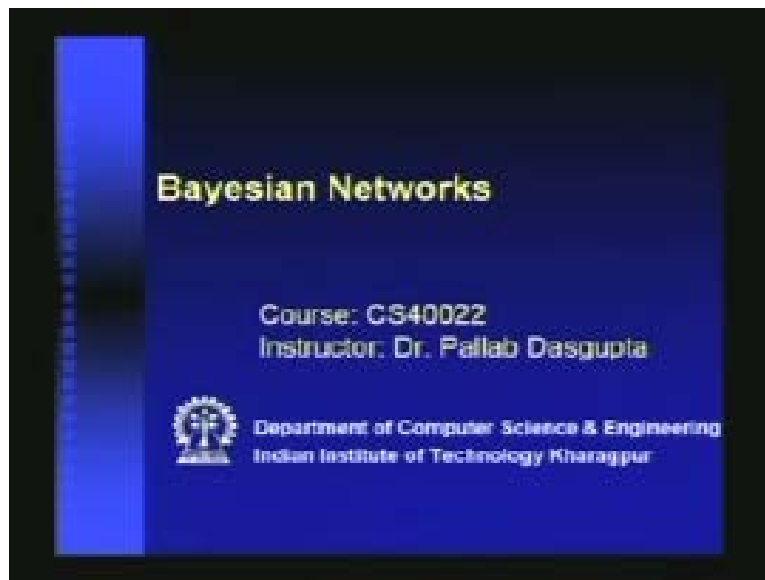 Bayesian Networks
Course: CS40022
Instructor: Dr. Pallab Dasgupta
Department of Computer Science & Engineering
Indian Institute of Technology Kharagpur